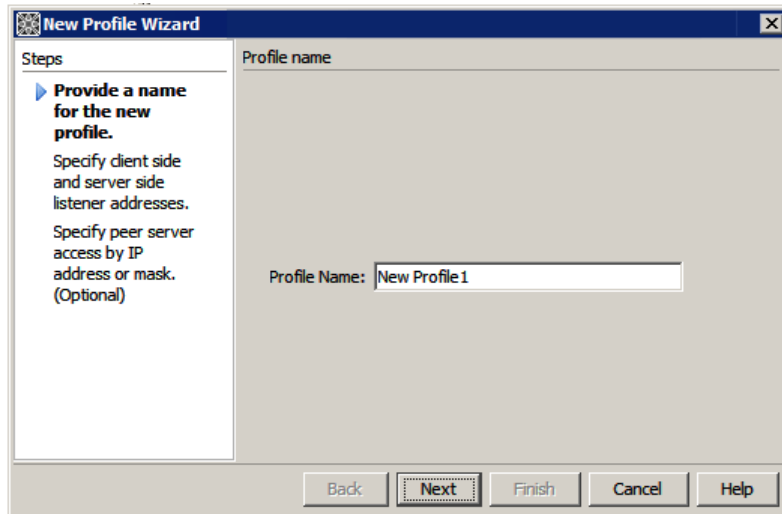 New Profile Wizard
Steps
Provide a name
for the new
profile.
Specify client side
and server side
listener addresses.
Specify peer server
access by IP
address or mask.
(Optional)
Profile name
Profile Name: New Profile1
Back Next Finish Cancel Help